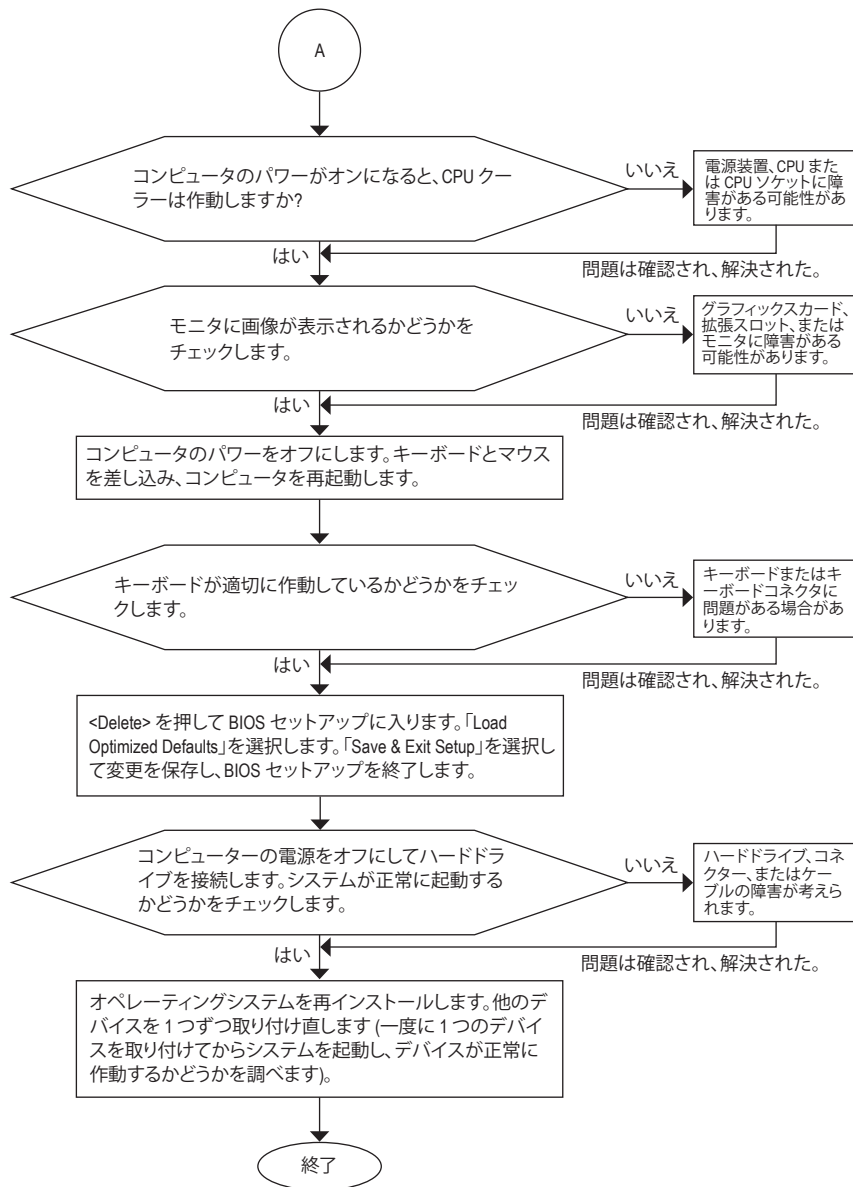 A
コンピュータのパワーがオンになると、CPU クー
ラーは作動しますか?
いいえ
電源装置、CPU また
は CPU ソケットに障
害がある可能性があ
ります。
はい
問題は確認され、解決された。
モニタに画像が表示されるかどうかを
チェックします。
いいえ
グラフィックスカード、
拡張スロット、または
モニタに障害がある
可能性があります。
はい
問題は確認され、解決された。
コンピュータのパワーをオフにします。キーボードとマウス
を差し込み、コンピュータを再起動します。
キーボードが適切に作動しているかどうかをチェッ
クします。
いいえ
キーボードまたはキ
ーボードコネクタに
問題がある場合があ
ります。
はい
問題は確認され、解決された。
<Delete> を押して BIOS セットアップに入ります。「Load
Optimized Defaults」を選択します。「Save & Exit Setup」を選択し
て変更を保存し、BIOS セットアップを終了します。
コンピューターの電源をオフにしてハードドラ
イブを接続します。システムが正常に起動する
かどうかをチェックします。
いいえ
ハードドライブ、コネ
クター、またはケー
ブルの障害が考えら
れます。
はい
問題は確認され、解決された。
オペレーティングシステムを再インストールします。他のデ
バイスを 1 つずつ取り付け直します (一度に 1 つのデバイ
スを取り付けてからシステムを起動し、デバイスが正常に
作動するかどうかを調べます)。
終了